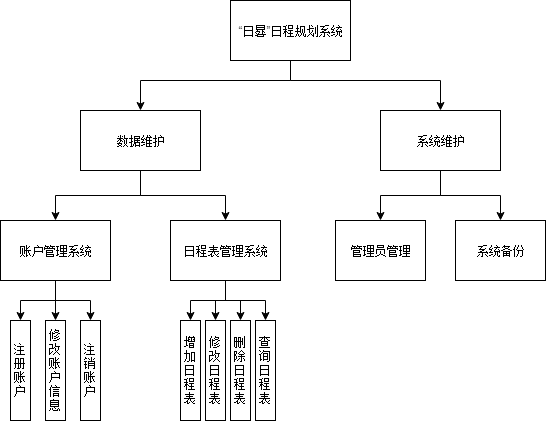 “日晷”日程规划系统
数据维护
系统维护
账户管理系统
日程表管理系统
管理员管理
系统备份
注册账户
修改账户信息
注销账户
增加日程表
修改日程表
删除日程表
查询日程表